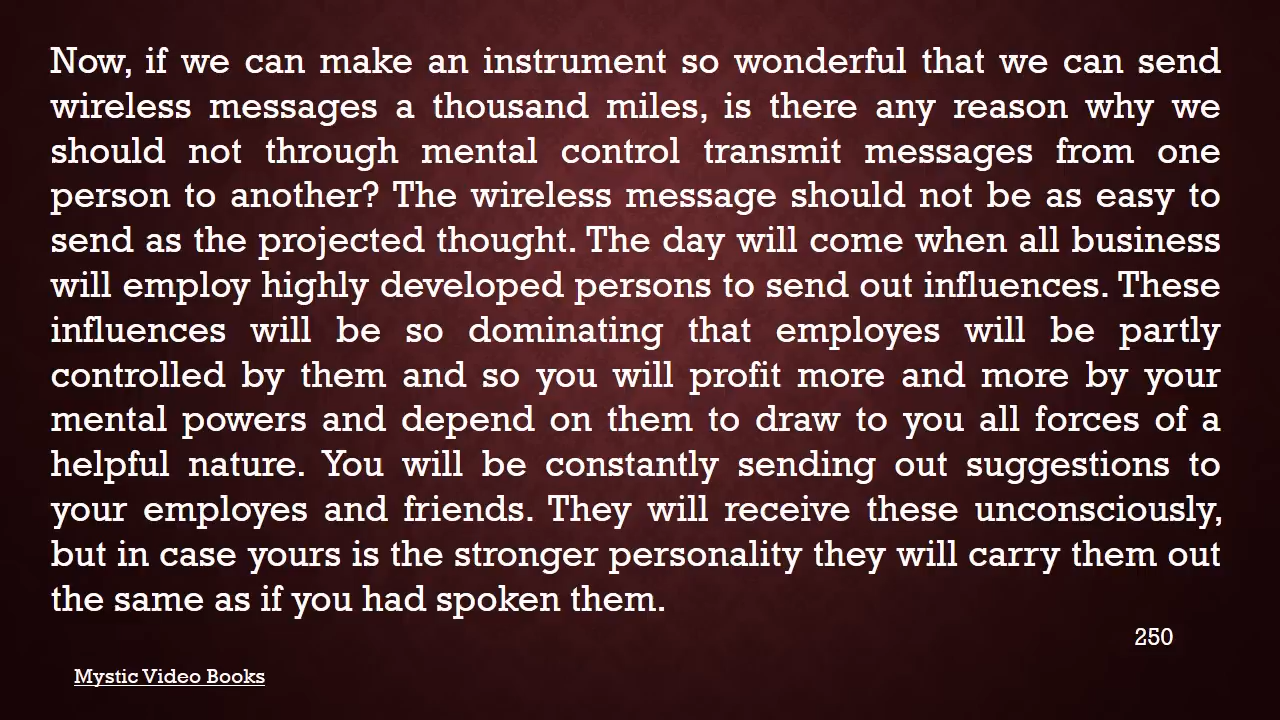 Now, if we can make an instrument so wonderful that we can send
wireless messages a thousand miles, is there any reason why we
should not through mental control transmit messages from one
person to another? The wireless message should not be as easy to
send as the projected thought. The day will come when all business
will employ highly developed persons to send out influences. These
influences will be so dominating that employes will be partly
controlled by them and so you will profit more and more by your
mental powers and depend on them to draw to you all forces of a
helpful nature. You will be constantly sending out suggestions to
your employes and friends. They will receive these unconsciously,
but in case yours is the stronger personality they will carry them out
the same as if you had spoken them.
250
Mystic Video Books